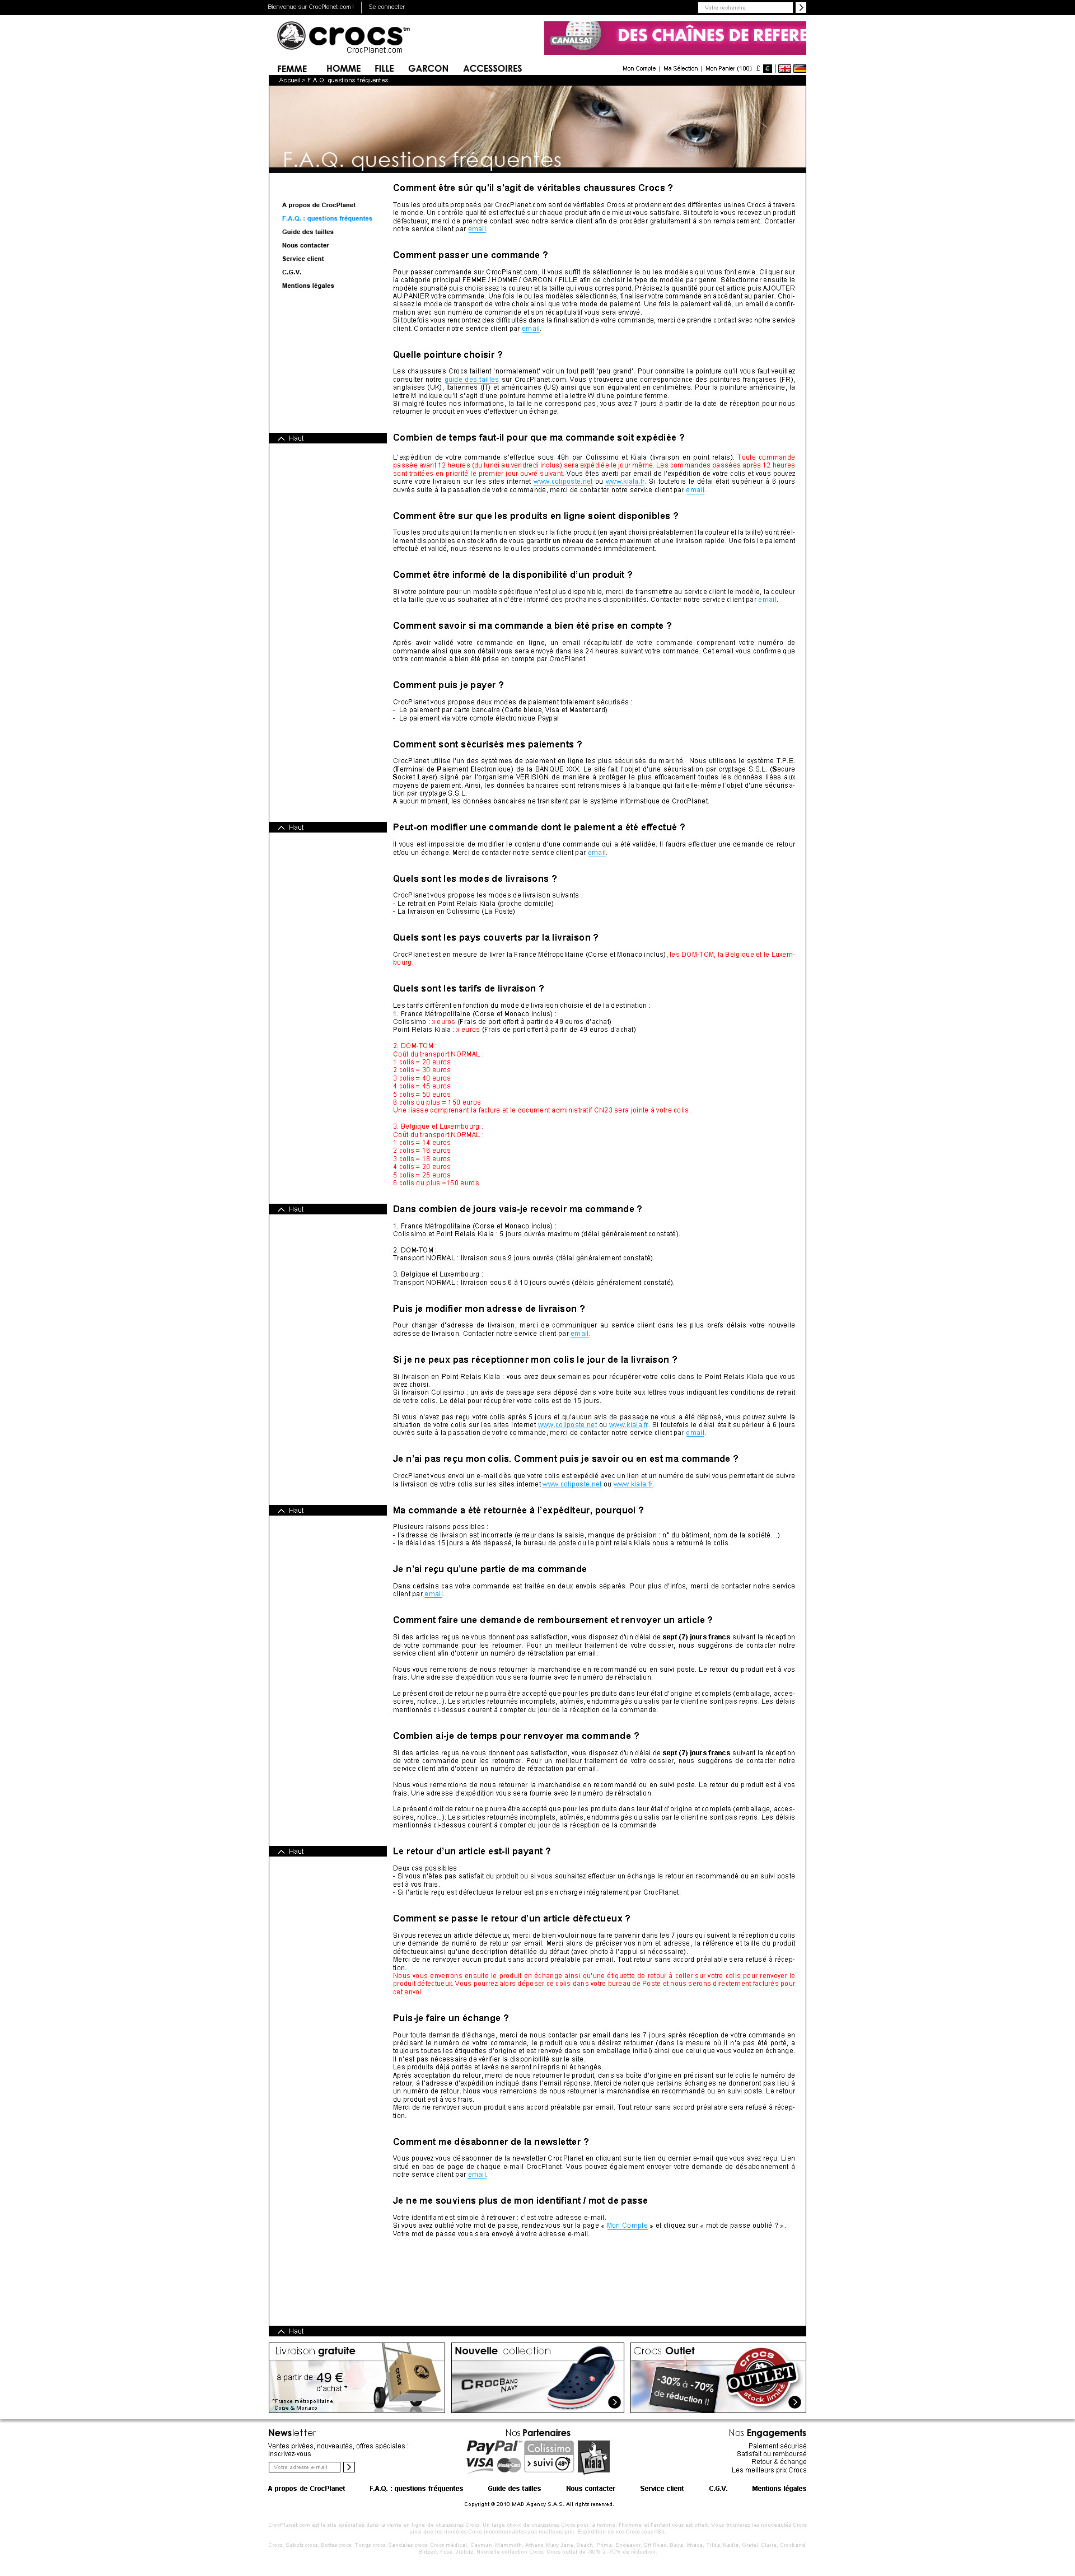 Bienvenue sur CrocPlanet.com !
Se connecter
Votre recherche
crocs™
CrocPlanet.com
CANALSAT
DES CHAÎNES DE RÉFÉRE
FEMME HOMME FILLE GARCON ACCESSOIRES
Mon Compte | Ma Sélection | Mon Panier (100) £ €
Accueil > F.A.Q. questions fréquentes
F.A.Q. questions fréquentes
A propos de CrocPlanet
F.A.Q. : questions fréquentes
Guide des tailles
Nous contacter
Service client
C.G.V.
Mentions légales
Comment être sûr qu'il s'agit de véritables chaussures Crocs ?
Tous les produits proposés par CrocPlanet.com sont de véritables Crocs et proviennent des différentes usines Crocs à travers
le monde. Un contrôle qualité est effectué sur chaque produit afin de mieux vous satisfaire. Si toutefois vous recevez un produit
défectueux, merci de prendre contact avec notre service client afin de procéder gratuitement à son remplacement. Contacter
notre service client par email.
Comment passer une commande ?
Pour passer commande sur CrocPlanet.com, il vous suffit de sélectionner le ou les modèles qui vous font envie. Cliquer sur
la catégorie principal FEMME / HOMME / GARCON / FILLE afin de choisir le type de modèle par genre. Sélectionner ensuite le
modèle souhaité puis choisissez la couleur et la taille qui vous correspond. Précisez la quantité pour cet article puis AJOUTER
AU PANIER votre commande. Une fois le ou les modèles sélectionnés, finaliser votre commande en accédant au panier. Choi-
sissez le mode de transport de votre choix ainsi que votre mode de paiement. Une fois le paiement validé, un email de confir-
mation avec son numéro de commande et son récapitulatif vous sera envoyé.
Si toutefois vous rencontrez des difficultés dans la finalisation de votre commande, merci de prendre contact avec notre service
client. Contacter notre service client par email.
Quelle pointure choisir ?
Les chaussures Crocs taillent 'normalement' voir un tout petit 'peu grand'. Pour connaître la pointure qu'il vous faut veuillez
consulter notre guide des tailles sur CrocPlanet.com. Vous y trouverez une correspondance des pointures françaises (FR),
anglaises (UK), italiennes (IT) et américaines (US) ainsi que son équivalent en centimètres. Pour la pointure américaine, la
lettre M indique qu'il s'agit d'une pointure homme et la lettre W d'une pointure femme.
Si malgré toutes nos informations, la taille ne correspond pas, vous avez 7 jours à partir de la date de réception pour nous
retourner le produit en vues d'effectuer un échange.
Haut
Combien de temps faut-il pour que ma commande soit expédiée ?
L'expédition de votre commande s'effectue sous 48h par Colissimo et Kiala (livraison en point relais). Toute commande
passée avant 12 heures (du lundi au vendredi inclus) sera expédiée le jour même. Les commandes passées après 12 heures
sont traitées en priorité le premier jour ouvré suivant. Vous êtes averti par email de l'expédition de votre colis et vous pouvez
suivre votre livraison sur les sites internet www.coliposte.net ou www.kiala.fr. Si toutefois le délai était supérieur à 6 jours
ouvrés suite à la passation de votre commande, merci de contacter notre service client par email.
Comment être sur que les produits en ligne soient disponibles ?
Tous les produits qui ont la mention en stock sur la fiche produit (en ayant choisi préalablement la couleur et la taille) sont réel-
lement disponibles en stock afin de vous garantir un niveau de service maximum et une livraison rapide. Une fois le paiement
effectué et validé, nous réservons le ou les produits commandés immédiatement.
Commet être informé de la disponibilité d'un produit ?
Si votre pointure pour un modèle spécifique n'est plus disponible, merci de transmettre au service client le modèle, la couleur
et la taille que vous souhaitez afin d'être informé des prochaines disponibilités. Contacter notre service client par email.
Comment savoir si ma commande a bien été prise en compte ?
Après avoir validé votre commande en ligne, un email récapitulatif de votre commande comprenant votre numéro de
commande ainsi que son détail vous sera envoyé dans les 24 heures suivant votre commande. Cet email vous confirme que
votre commande a bien été prise en compte par CrocPlanet.
Comment puis je payer ?
CrocPlanet vous propose deux modes de paiement totalement sécurisés :
- Le paiement par carte bancaire (Carte bleue, Visa et Mastercard)
- Le paiement via votre compte électronique Paypal
Comment sont sécurisés mes paiements ?
CrocPlanet utilise l'un des systèmes de paiement en ligne les plus sécurisés du marché. Nous utilisons le système T.P.E.
(Terminal de Paiement Electronique) de la BANQUE XXX. Le site fait l'objet d'une sécurisation par cryptage S.S.L. (Secure
Socket Layer) signé par l'organisme VERISIGN de manière à protéger le plus efficacement toutes les données liées aux
moyens de paiement. Ainsi, les données bancaires sont retransmises à la banque qui fait elle-même l'objet d'une sécurisa-
tion par cryptage S.S.L.
A aucun moment, les données bancaires ne transitent par le système informatique de CrocPlanet.
Haut
Peut-on modifier une commande dont le paiement a été effectué ?
Il vous est impossible de modifier le contenu d'une commande qui a été validée. Il faudra effectuer une demande de retour
et/ou un échange. Merci de contacter notre service client par email.
Quels sont les modes de livraisons ?
CrocPlanet vous propose les modes de livraison suivants :
- Le retrait en Point Relais Kiala (proche domicile)
- La livraison en Colissimo (La Poste)
Quels sont les pays couverts par la livraison ?
CrocPlanet est en mesure de livrer la France Métropolitaine (Corse et Monaco inclus), les DOM-TOM, la Belgique et le Luxem-
bourg.
Quels sont les tarifs de livraison ?
Les tarifs diffèrent en fonction du mode de livraison choisie et de la destination :
1. France Métropolitaine (Corse et Monaco inclus) :
Colissimo : x euros (Frais de port offert à partir de 49 euros d'achat)
Point Relais Kiala : x euros (Frais de port offert à partir de 49 euros d'achat)
2. DOM-TOM :
Coût du transport NORMAL :
1 colis = 20 euros
2 colis = 30 euros
3 colis = 40 euros
4 colis = 45 euros
5 colis = 50 euros
6 colis ou plus = 150 euros
Une liasse comprenant la facture et le document administratif CN23 sera jointe à votre colis.
3. Belgique et Luxembourg :
Coût du transport NORMAL :
1 colis = 14 euros
2 colis = 16 euros
3 colis = 18 euros
4 colis = 20 euros
5 colis = 25 euros
6 colis ou plus =150 euros
Haut
Dans combien de jours vais-je recevoir ma commande ?
1. France Métropolitaine (Corse et Monaco inclus) :
Colissimo et Point Relais Kiala : 5 jours ouvrés maximum (délai généralement constaté).
2. DOM-TOM :
Transport NORMAL : livraison sous 9 jours ouvrés (délai généralement constaté).
3. Belgique et Luxembourg :
Transport NORMAL : livraison sous 6 à 10 jours ouvrés (délais généralement constaté).
Puis je modifier mon adresse de livraison ?
Pour changer d'adresse de livraison, merci de communiquer au service client dans les plus brefs délais votre nouvelle
adresse de livraison. Contacter notre service client par email.
Si je ne peux pas réceptionner mon colis le jour de la livraison ?
Si livraison en Point Relais Kiala : vous avez deux semaines pour récupérer votre colis dans le Point Relais Kiala que vous
avez choisi.
Si livraison Colissimo : un avis de passage sera déposé dans votre boite aux lettres vous indiquant les conditions de retrait
de votre colis. Le délai pour récupérer votre colis est de 15 jours.
Si vous n'avez pas reçu votre colis après 5 jours et qu'aucun avis de passage ne vous a été déposé, vous pouvez suivre la
situation de votre colis sur les sites internet www.coliposte.net ou www.kiala.fr. Si toutefois le délai était supérieur à 6 jours
ouvrés suite à la passation de votre commande, merci de contacter notre service client par email.
Je n'ai pas reçu mon colis. Comment puis je savoir ou en est ma commande ?
CrocPlanet vous envoi un e-mail dès que votre colis est expédié avec un lien et un numéro de suivi vous permettant de suivre
la livraison de votre colis sur les sites internet www.coliposte.net ou www.kiala.fr.
Haut
Ma commande a été retournée à l'expéditeur, pourquoi ?
Plusieurs raisons possibles :
- l'adresse de livraison est incorrecte (erreur dans la saisie, manque de précision : n° du bâtiment, nom de la société…)
- le délai des 15 jours a été dépassé, le bureau de poste ou le point relais Kiala nous a retourné le colis.
Je n'ai reçu qu'une partie de ma commande
Dans certains cas votre commande est traitée en deux envois séparés. Pour plus d'infos, merci de contacter notre service
client par email.
Comment faire une demande de remboursement et renvoyer un article ?
Si des articles reçus ne vous donnent pas satisfaction, vous disposez d'un délai de sept (7) jours francs suivant la réception
de votre commande pour les retourner. Pour un meilleur traitement de votre dossier, nous suggérons de contacter notre
service client afin d'obtenir un numéro de rétractation par email.
Nous vous remercions de nous retourner la marchandise en recommandé ou en suivi poste. Le retour du produit est à vos
frais. Une adresse d'expédition vous sera fournie avec le numéro de rétractation.
Le présent droit de retour ne pourra être accepté que pour les produits dans leur état d'origine et complets (emballage, acces-
soires, notice...). Les articles retournés incomplets, abîmés, endommagés ou salis par le client ne sont pas repris. Les délais
mentionnés ci-dessus courent à compter du jour de la réception de la commande.
Combien ai-je de temps pour renvoyer ma commande ?
Si des articles reçus ne vous donnent pas satisfaction, vous disposez d'un délai de sept (7) jours francs suivant la réception
de votre commande pour les retourner. Pour un meilleur traitement de votre dossier, nous suggérons de contacter notre
service client afin d'obtenir un numéro de rétractation par email.
Nous vous remercions de nous retourner la marchandise en recommandé ou en suivi poste. Le retour du produit est à vos
frais. Une adresse d'expédition vous sera fournie avec le numéro de rétractation.
Le présent droit de retour ne pourra être accepté que pour les produits dans leur état d'origine et complets (emballage, acces-
soires, notice...). Les articles retournés incomplets, abîmés, endommagés ou salis par le client ne sont pas repris. Les délais
mentionnés ci-dessus courent à compter du jour de la réception de la commande.
Haut
Le retour d'un article est-il payant ?
Deux cas possibles :
- Si vous n'êtes pas satisfait du produit ou si vous souhaitez effectuer un échange le retour en recommandé ou en suivi poste
est à vos frais.
- Si l'article reçu est défectueux le retour est pris en charge intégralement par CrocPlanet.
Comment se passe le retour d'un article défectueux ?
Si vous recevez un article défectueux, merci de bien vouloir nous faire parvenir dans les 7 jours qui suivent la réception du colis
une demande de numéro de retour par email. Merci alors de préciser vos nom et adresse, la référence et taille du produit
défectueux ainsi qu'une description détaillée du défaut (avec photo à l'appui si nécessaire).
Merci de ne renvoyer aucun produit sans accord préalable par email. Tout retour sans accord préalable sera refusé à récep-
tion.
Nous vous enverrons ensuite le produit en échange ainsi qu'une étiquette de retour à coller sur votre colis pour renvoyer le
produit défectueux. Vous pourrez alors déposer ce colis dans votre bureau de Poste et nous serons directement facturés pour
cet envoi.
Puis-je faire un échange ?
Pour toute demande d'échange, merci de nous contacter par email dans les 7 jours après réception de votre commande en
précisant le numéro de votre commande, le produit que vous désirez retourner (dans la mesure où il n'a pas été porté, a
toujours toutes les étiquettes d'origine et est renvoyé dans son emballage initial) ainsi que celui que vous voulez en échange.
Il n'est pas nécessaire de vérifier la disponibilité sur le site.
Les produits déjà portés et lavés ne seront ni repris ni échangés.
Après acceptation du retour, merci de nous retourner le produit, dans sa boîte d'origine en précisant sur le colis le numéro de
retour, à l'adresse d'expédition indiqué dans l'email réponse. Merci de noter que certains échanges ne donneront pas lieu à
un numéro de retour. Nous vous remercions de nous retourner la marchandise en recommandé ou en suivi poste. Le retour
du produit est à vos frais.
Merci de ne renvoyer aucun produit sans accord préalable par email. Tout retour sans accord préalable sera refusé à récep-
tion.
Comment me désabonner de la newsletter ?
Vous pouvez vous désabonner de la newsletter CrocPlanet en cliquant sur le lien du dernier e-mail que vous avez reçu. Lien
situé en bas de page de chaque e-mail CrocPlanet. Vous pouvez également envoyer votre demande de désabonnement à
notre service client par email.
Je ne me souviens plus de mon identifiant / mot de passe
Votre identifiant est simple à retrouver : c'est votre adresse e-mail.
Si vous avez oublié votre mot de passe, rendez vous sur la page « Mon Compte » et cliquez sur « mot de passe oublié ? ».
Votre mot de passe vous sera envoyé à votre adresse e-mail.
Haut
Livraison gratuite
à partir de 49 €
d'achat *
*France métropolitaine,
Corse & Monaco
Nouvelle collection
CROCBAND
NAVY
Crocs Outlet
-30% à -70%
de réduction !!
crocs
OUTLET
stock limité
Newsletter
Ventes privées, nouveautés, offres spéciales :
inscrivez-vous
Votre adresse e-mail
Nos Partenaires
PayPal
Colissimo
VISA
MasterCard
suivi 48h
Kiala
Nos Engagements
Paiement sécurisé
Satisfait ou remboursé
Retour & échange
Les meilleurs prix Crocs
A propos de CrocPlanet F.A.Q. : questions fréquentes Guide des tailles Nous contacter Service client C.G.V. Mentions légales
Copyright © 2010 MAD Agency S.A.S. All rights reserved.